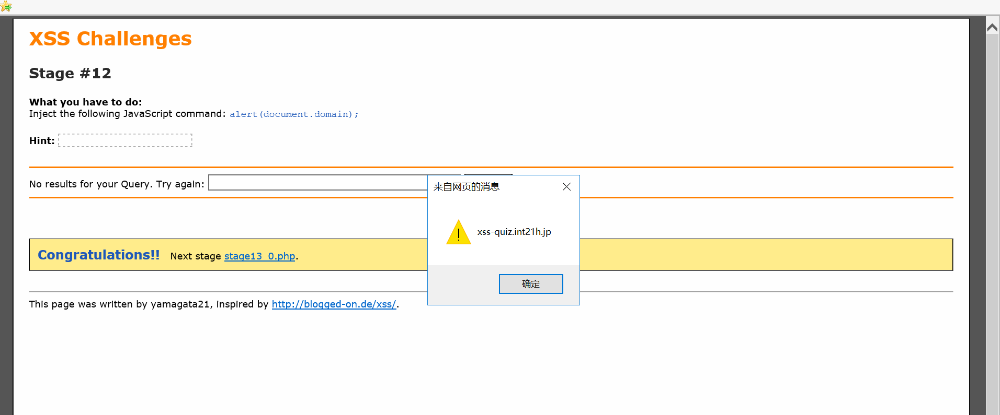 XSS Challenges
Stage #12
What you have to do:
Inject the following JavaScript command: alert(document.domain);
Hint:
No results for your Query. Try again:
来自网页的消息
xss-quiz.int21h.jp
确定
Congratulations!! Next stage stage13_0.php.
This page was written by yamagata21, inspired by http://blogged-on.de/xss/.